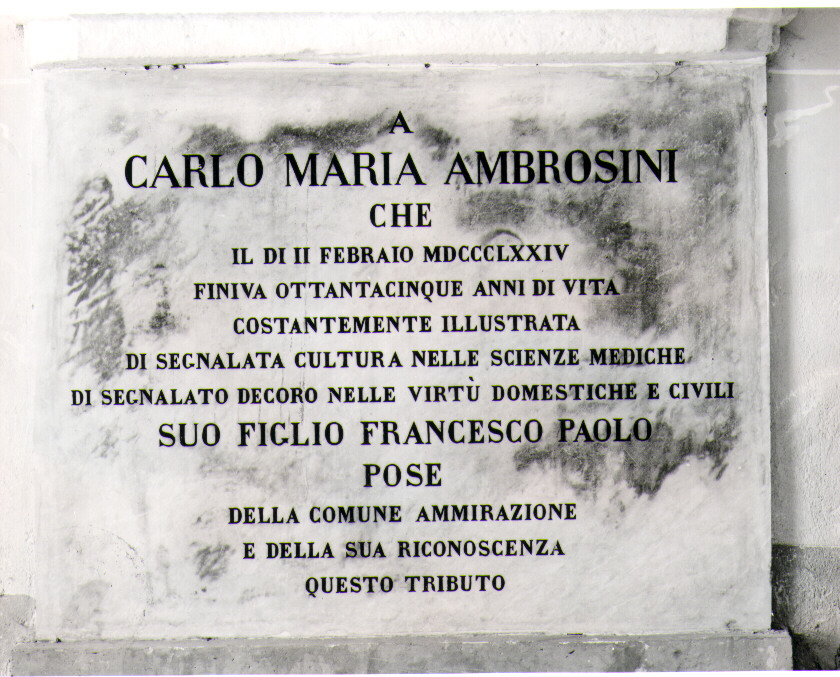 A
CARLO MARIA AMBROSINI
CHE
IL DI II FEBRAIO MDCCCLXXIV
FINIVA OTTANTACINQUE ANNI DI VITA
COSTANTEMENTE ILLUSTRATA
DI SEGNALATA CULTURA NELLE SCIENZE MEDICHE
DI SEGNALATO DECORO NELLE VIRTÙ DOMESTICHE E CIVILI
SUO FIGLIO FRANCESCO PAOLO
POSE
DELLA COMUNE AMMIRAZIONE
E DELLA SUA RICONOSCENZA
QUESTO TRIBUTO